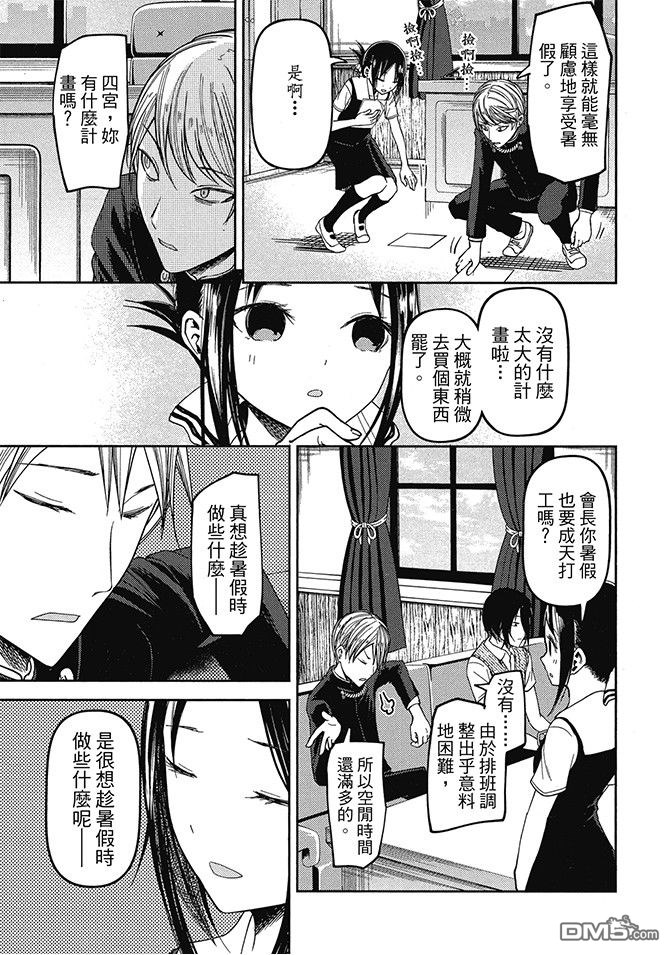 這樣就能毫無
顧慮地享受暑
假了。
撿啊撿…
撿啊撿…
是啊…
四宮，妳
有什麼計
畫嗎？
沒有什麼
太大的計
畫啦…
大概就稍微
去買個東西
罷了。
會長你暑假
也要成天打
工嗎？
沒有……
由於排班調
整出乎意料
地困難，
所以空閒時間
還滿多的。
真想趁暑假時
做些什麼——
是很想趁暑假時
做些什麼呢——
DM5.com